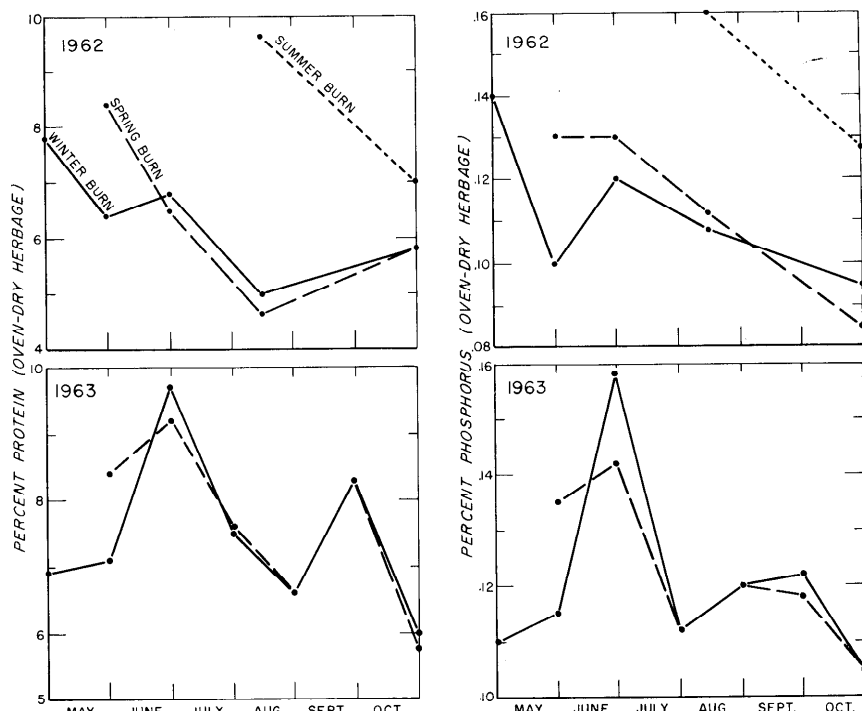 10
8
6
4
1962
WINTER BURN
SPRING BURN
SUMMER BURN
.16
.12
.10
.08
1962
10
8
6
5
1963
.16
.14
.12
.10
1963
PERCENT PROTEIN (OVEN-DRY HERBAGE)
PERCENT PHOSPHORUS (OVEN-DRY HERBAGE)
MAY JUNE JULY AUG. SEPT. OCT.
MAY JUNE JULY AUG. SEPT. OCT.